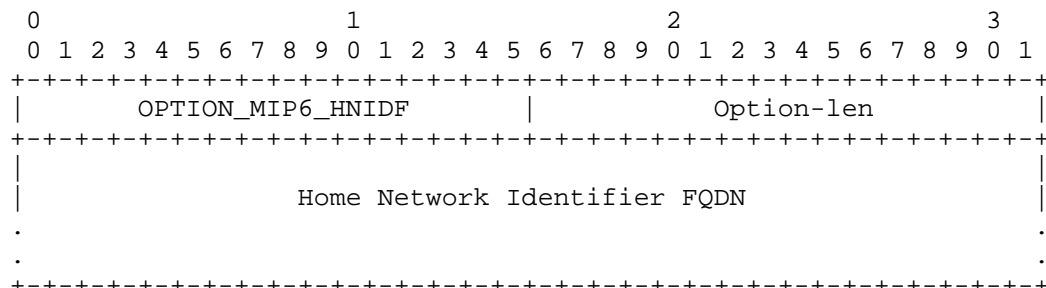 0                   1                   2                   3
0 1 2 3 4 5 6 7 8 9 0 1 2 3 4 5 6 7 8 9 0 1 2 3 4 5 6 7 8 9 0 1
+-+-+-+-+-+-+-+-+-+-+-+-+-+-+-+-+-+-+-+-+-+-+-+-+-+-+-+-+-+-+-+-+
|       OPTION_MIP6_HNIDF       |           Option-len          |
+-+-+-+-+-+-+-+-+-+-+-+-+-+-+-+-+-+-+-+-+-+-+-+-+-+-+-+-+-+-+-+-+
|                                                               |
|                 Home Network Identifier FQDN                  |
.                                                               .
.                                                               .
+-+-+-+-+-+-+-+-+-+-+-+-+-+-+-+-+-+-+-+-+-+-+-+-+-+-+-+-+-+-+-+-+